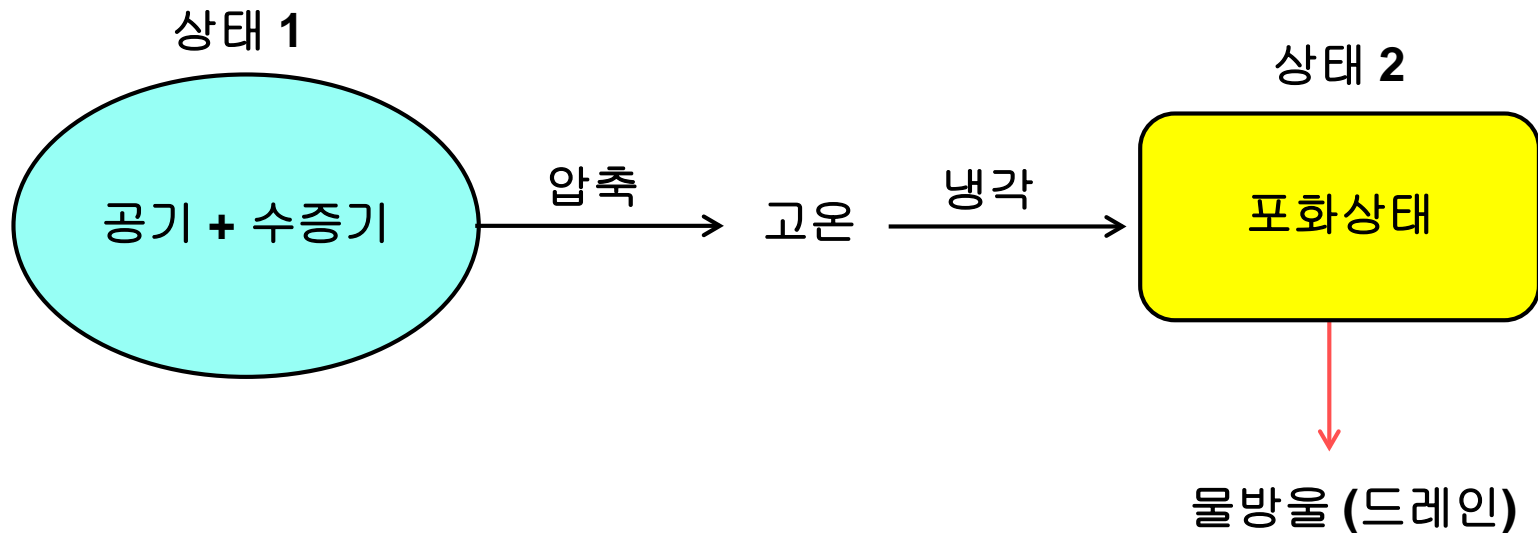 상태 1
상태 2
공기 + 수증기
압축
고온
냉각
포화상태
물방울 (드레인)